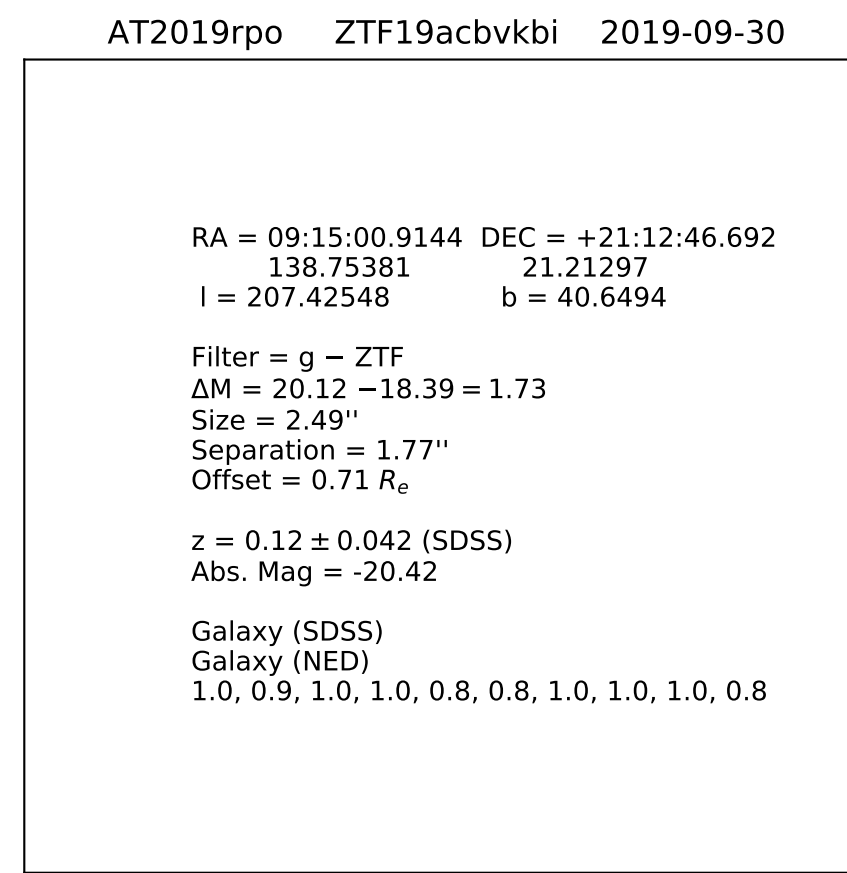 AT2019rpo ZTF19acbvkbi 2019-09-30
RA = 09:15:00.9144 DEC = +21:12:46.692
138.75381 21.21297
l = 207.42548 b = 40.6494
Filter = g − ZTF
ΔM = 20.12 −18.39 = 1.73
Size = 2.49''
Separation = 1.77''
Offset = 0.71 Re
z = 0.12 ± 0.042 (SDSS)
Abs. Mag = -20.42
Galaxy (SDSS)
Galaxy (NED)
1.0, 0.9, 1.0, 1.0, 0.8, 0.8, 1.0, 1.0, 1.0, 0.8